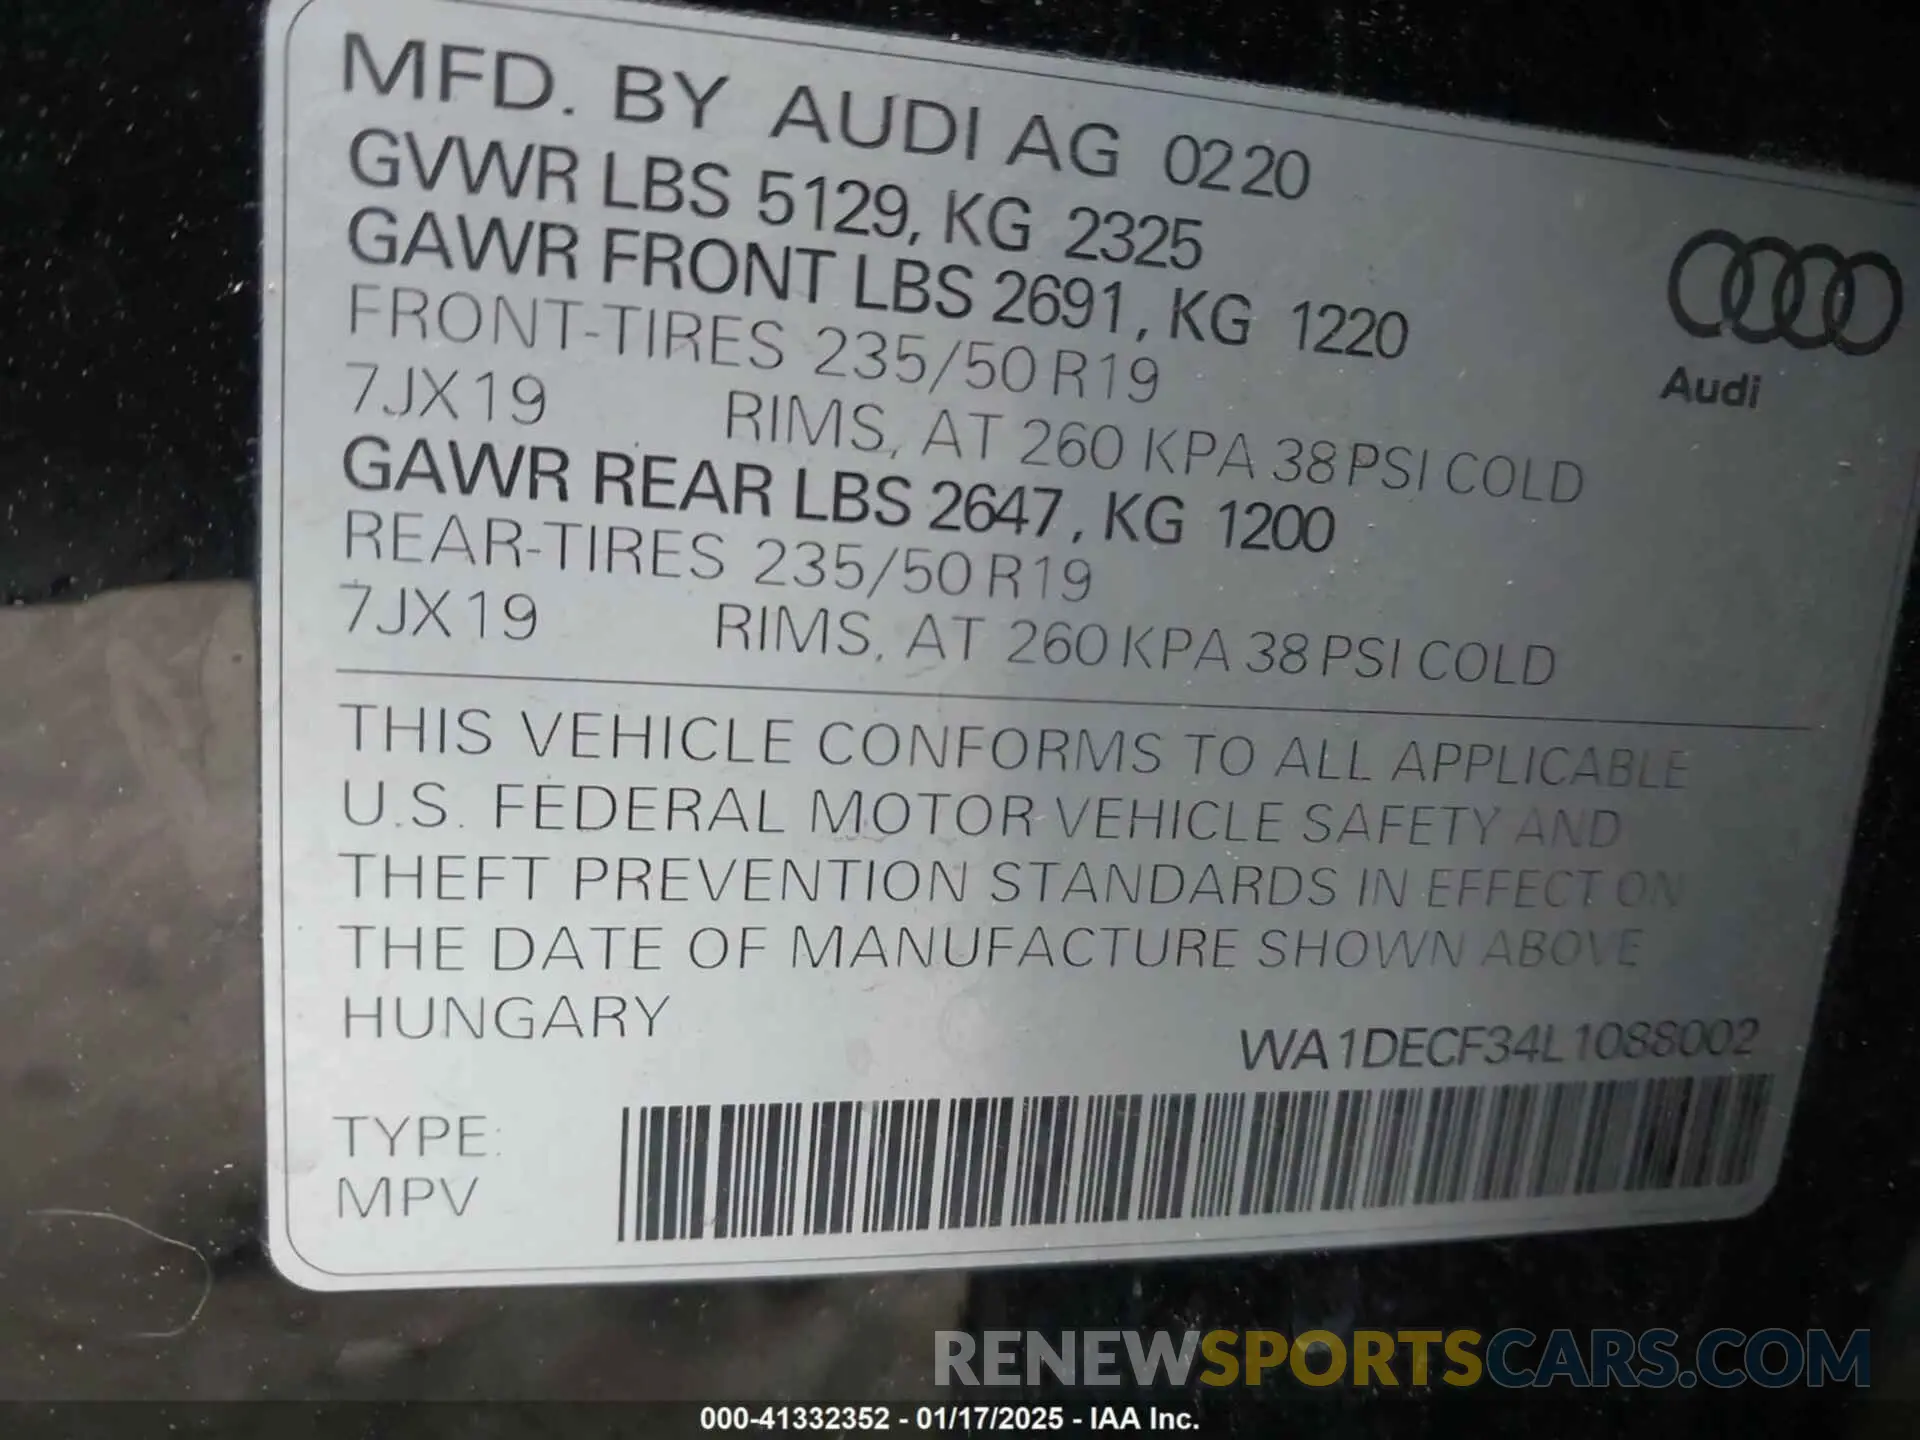 MFD. BY AUDI AG 0220
GVWR LBS 5129, KG 2325
GAWR FRONT LBS 2691, KG 1220
FRONT-TIRES 235/50 R19
7JX19 RIMS, AT 260 KPA 38 PSI COLD
GAWR REAR LBS 2647, KG 1200
REAR-TIRES 235/50 R19
7JX19 RIMS, AT 260 KPA 38 PSI COLD
Audi
THIS VEHICLE CONFORMS TO ALL APPLICABLE
U.S. FEDERAL MOTOR VEHICLE SAFETY AND
THEFT PREVENTION STANDARDS IN EFFECT ON
THE DATE OF MANUFACTURE SHOWN ABOVE
HUNGARY
WA1DECF34L1088002
TYPE:
MPV
RENEWSPORTSCARS.COM
000-41332352 - 01/17/2025 - IAA Inc.